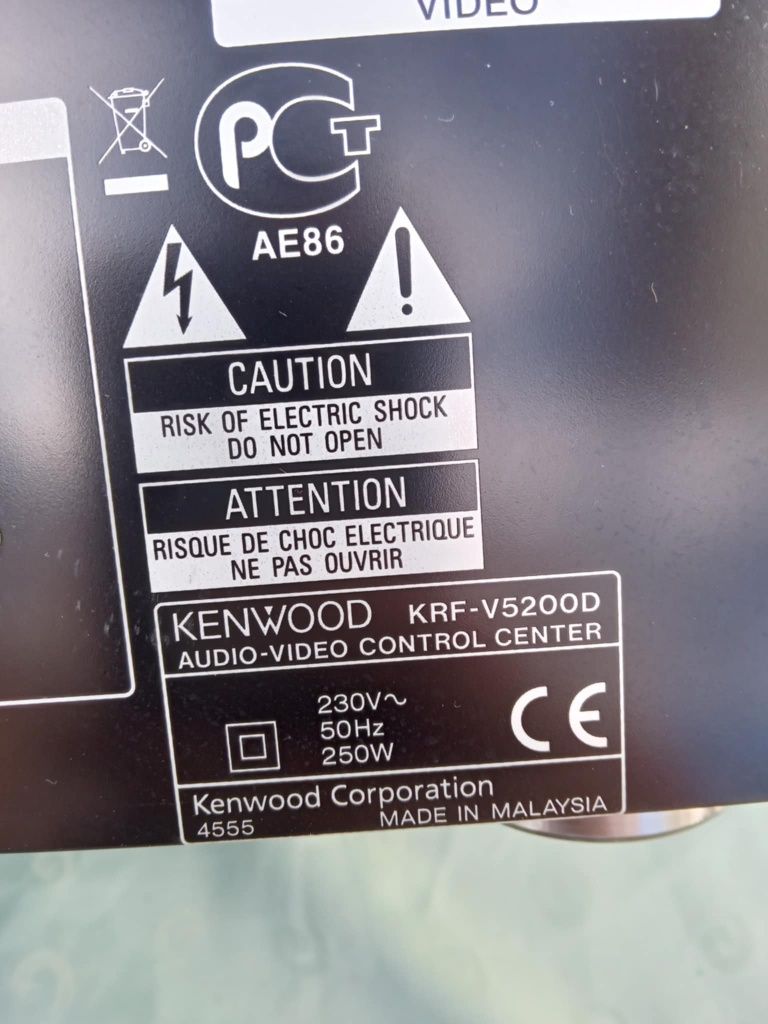 VIDEO
РСТ
AE86
CAUTION
RISK OF ELECTRIC SHOCK
DO NOT OPEN
ATTENTION
RISQUE DE CHOC ELECTRIQUE
NE PAS OUVRIR
KENWOOD KRF-V5200D
AUDIO-VIDEO CONTROL CENTER
230V~
50Hz
250W
CE
Kenwood Corporation
4555 MADE IN MALAYSIA